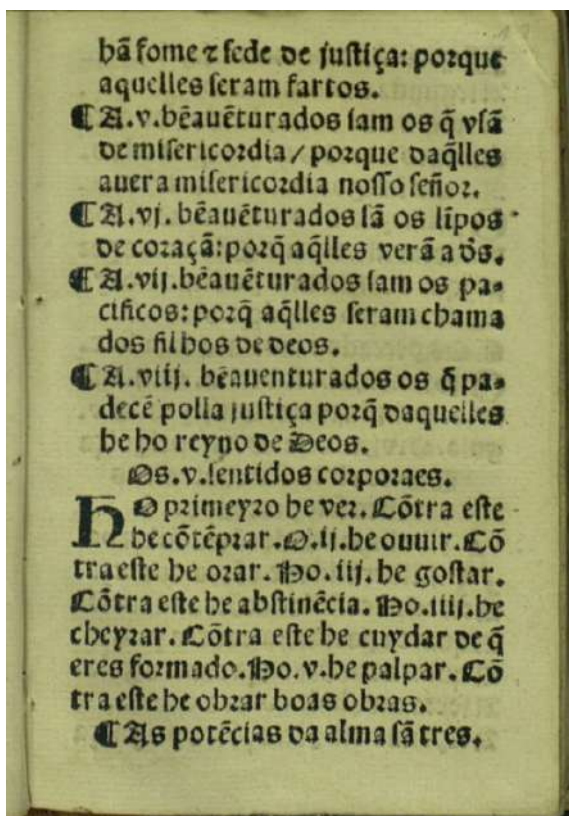 hã fome ⁊ sede de justiça: porque
aquelles seram fartos.
¶ A.v.bẽauẽturados sam os q̃ vsã
de misericordia / porque daq̃lles
auera misericordia nosso señor.
¶ A.vj. bẽauẽturados sã os lĩpos
de coraçã: porq̃ aq̃lles verã a ds̃.
¶ A.vij.bẽauẽturados sam os pa-
cificos: porq̃ aq̃lles seram chama
dos filhos de deos.
¶ A.viij. bẽauenturados os q̃ pa-
decẽ polla justiça porq̃ daquelles
he ho reyno de Deos.
Os.v.sentidos corporaes.
HO primeyro he ver. Cõtra este
he cõtẽprar. O.ij.he ouuir. Cõ
tra este he orar. Ho.iij. he gostar.
Cõtra este he abstinẽcia. Ho.iiij.he
cheyrar. Cõtra este he cuydar de q̃
eres formado. Ho.v.he palpar. Cõ
tra este he obrar boas obras.
¶ As potẽcias da alma sã tres.